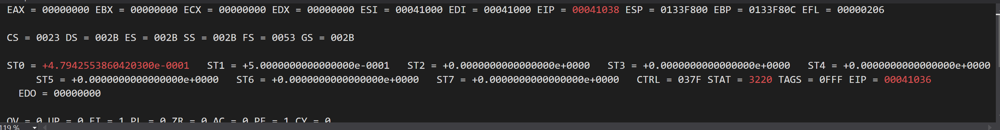 EAX = 00000000 EBX = 00000000 ECX = 00000000 EDX = 00000000 ESI = 00041000 EDI = 00041000 EIP = 00041038 ESP = 0133F800 EBP = 0133F80C EFL = 00000206
CS = 0023 DS = 002B ES = 002B SS = 002B FS = 0053 GS = 002B
ST0 = +4.7942553860420300e-0001 ST1 = +5.0000000000000000e-0001 ST2 = +0.0000000000000000e+0000 ST3 = +0.0000000000000000e+0000 ST4 = +0.0000000000000000e+0000
ST5 = +0.0000000000000000e+0000 ST6 = +0.0000000000000000e+0000 ST7 = +0.0000000000000000e+0000 CTRL = 037F STAT = 3220 TAGS = 0FFF EIP = 00041036
EDO = 00000000
OV = 0 UP = 0 EI = 1 PL = 0 ZR = 0 AC = 0 PE = 1 CY = 0
119 %